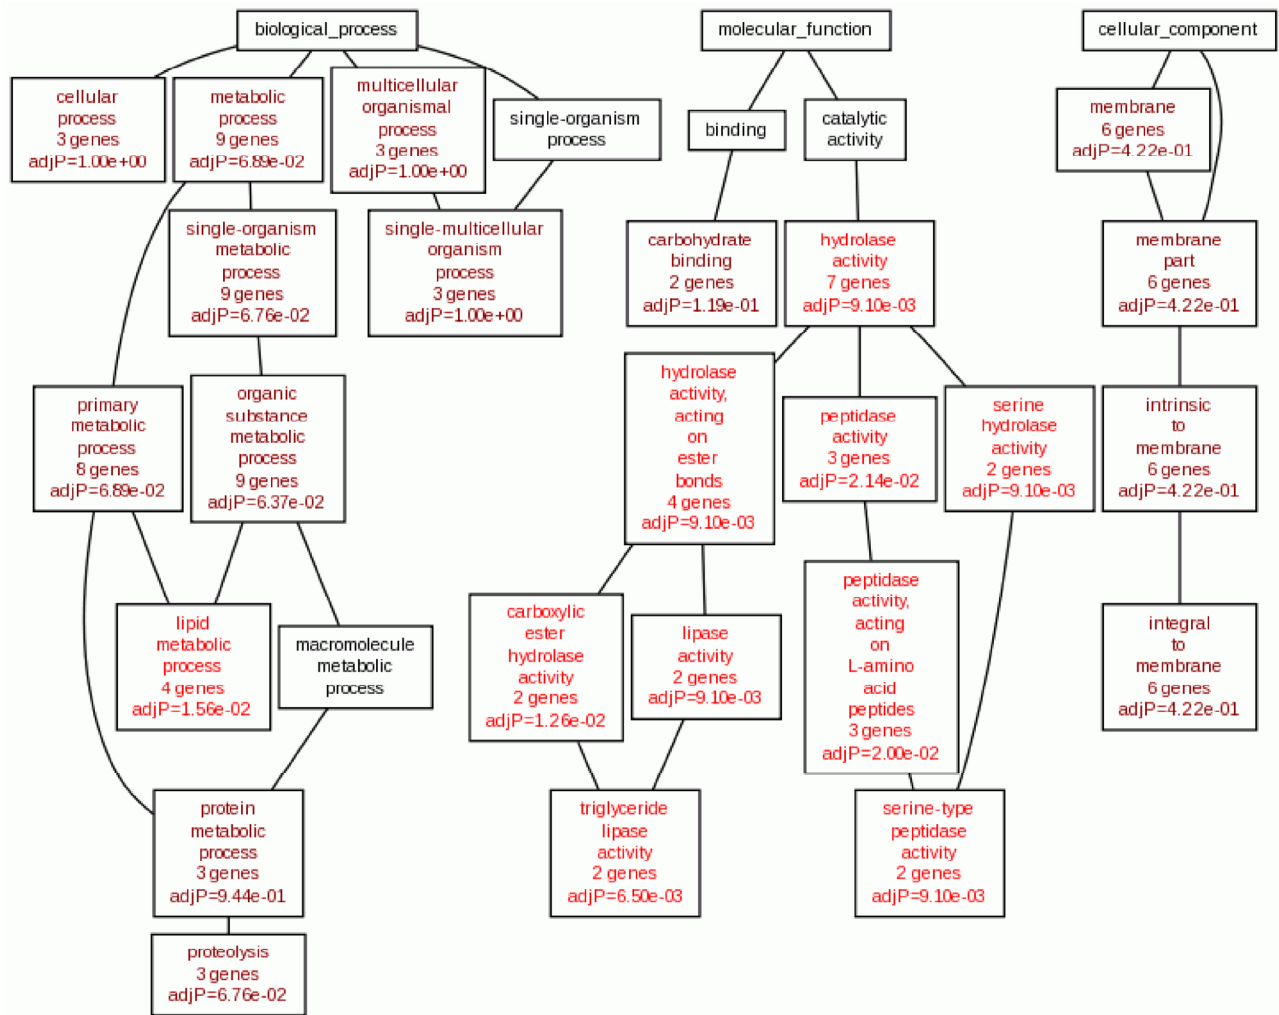 biological_process
molecular_function
cellular_component
cellular
process
3 genes
adjP=1.00e+00
metabolic
process
9 genes
adjP=6.89e-02
multicellular
organismal
process
3 genes
adjP=1.00e+00
single-organism
process
binding
catalytic
activity
membrane
6 genes
adjP=4.22e-01
single-organism
metabolic
process
9 genes
adjP=6.76e-02
single-multicellular
organism
process
3 genes
adjP=1.00e+00
carbohydrate
binding
2 genes
adjP=1.19e-01
hydrolase
activity
7 genes
adjP=9.10e-03
membrane
part
6 genes
adjP=4.22e-01
primary
metabolic
process
8 genes
adjP=6.89e-02
organic
substance
metabolic
process
9 genes
adjP=6.37e-02
hydrolase
activity,
acting
on
ester
bonds
4 genes
adjP=9.10e-03
peptidase
activity
3 genes
adjP=2.14e-02
serine
hydrolase
activity
2 genes
adjP=9.10e-03
intrinsic
to
membrane
6 genes
adjP=4.22e-01
lipid
metabolic
process
4 genes
adjP=1.56e-02
macromolecule
metabolic
process
carboxylic
ester
hydrolase
activity
2 genes
adjP=1.26e-02
lipase
activity
2 genes
adjP=9.10e-03
peptidase
activity,
acting
on
L-amino
acid
peptides
3 genes
adjP=2.00e-02
integral
to
membrane
6 genes
adjP=4.22e-01
protein
metabolic
process
3 genes
adjP=9.44e-01
triglyceride
lipase
activity
2 genes
adjP=6.50e-03
serine-type
peptidase
activity
2 genes
adjP=9.10e-03
proteolysis
3 genes
adjP=6.76e-02